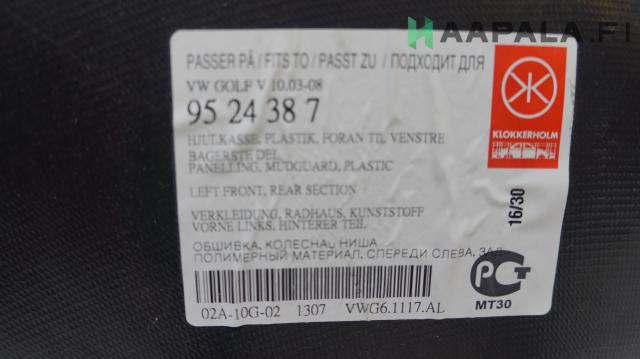 HAAPALA.FI
PASSER PÅ / FITS TO / PASST ZU / ПОДХОДИТ ДЛЯ
VW GOLF V 10.03-08
95 24 38 7
HJULKASSE, PLASTIK, FORAN TIL VENSTRE
BAGERSTE DEL
PANELLING, MUDGUARD, PLASTIC
LEFT FRONT, REAR SECTION
VERKLEIDUNG, RADHAUS, KUNSTSTOFF
VORNE LINKS, HINTERER TEIL
ОБШИВКА, КОЛЕСНАЯ НИША
ПОЛИМЕРНЫЙ МАТЕРИАЛ, СПЕРЕДИ СЛЕВА, ЗАД
02A-10G-02 1307 VWG6.1117.AL
KLOKKERHOLM
16/30
РСТ
MT30